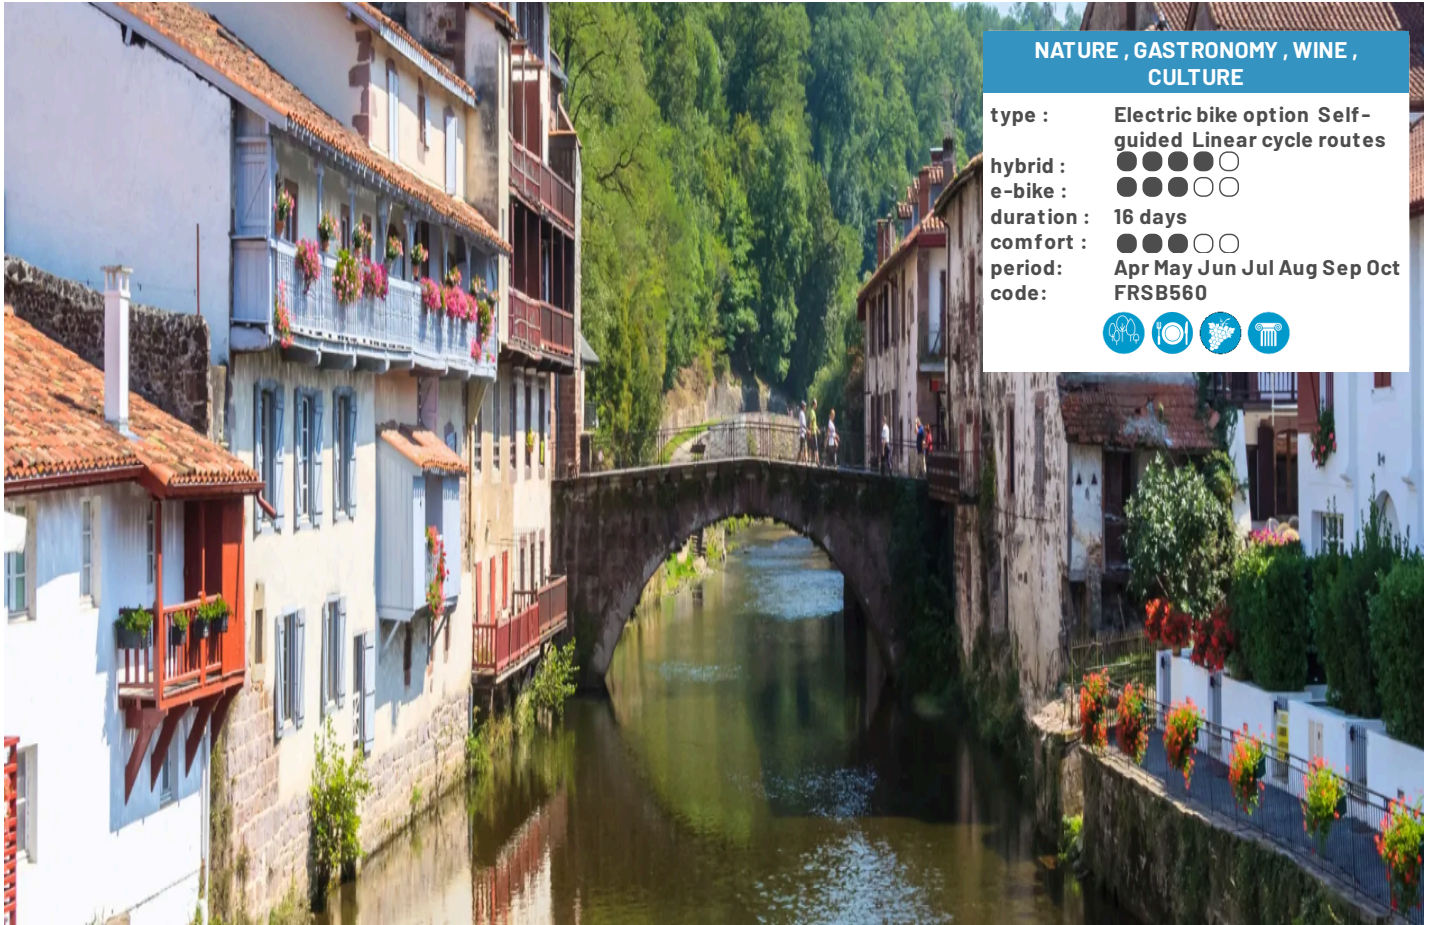 NATURE , GASTRONOMY , WINE ,
CULTURE
type : Electric bike option Self-
guided Linear cycle routes
hybrid :
e-bike :
duration : 16 days
comfort :
period: Apr May Jun Jul Aug Sep Oct
code: FRSB560